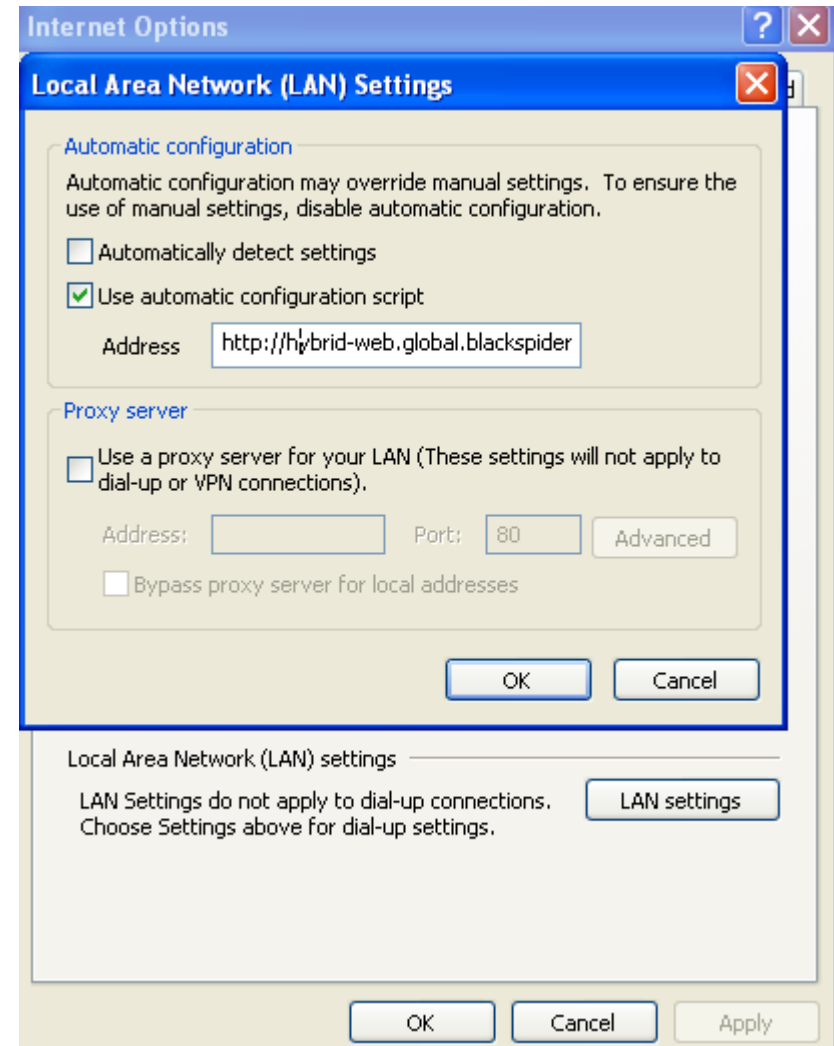 Internet Options
Local Area Network (LAN) Settings
Automatic configuration
Automatic configuration may override manual settings. To ensure the
use of manual settings, disable automatic configuration.
Automatically detect settings
Use automatic configuration script
Address http://hybrid-web.global.blackspider
Proxy server
Use a proxy server for your LAN (These settings will not apply to
dial-up or VPN connections).
Address: Port: 80 Advanced
Bypass proxy server for local addresses
OK Cancel
Local Area Network (LAN) settings
LAN Settings do not apply to dial-up connections. LAN settings
Choose Settings above for dial-up settings.
OK Cancel Apply